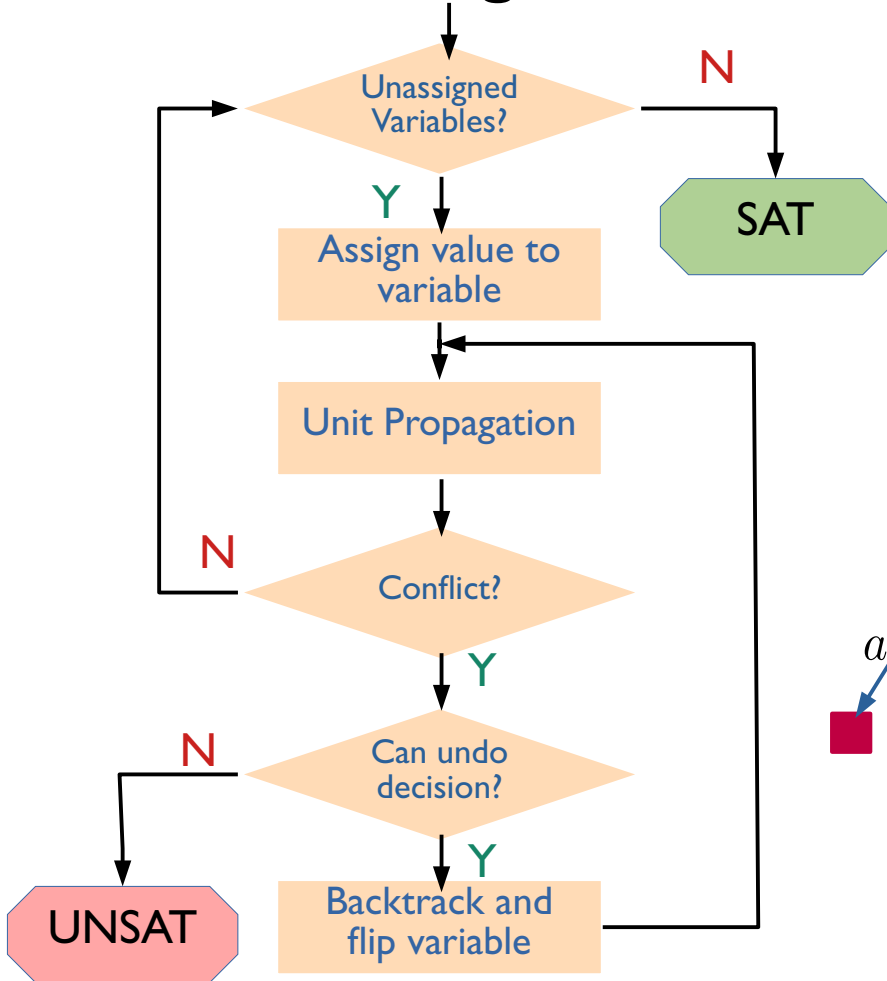 Unassigned
Variables?
N
Y
SAT
Assign value to
variable
Unit Propagation
N
Conflict?
Y
a
N
Can undo
decision?
Y
UNSAT
Backtrack and
flip variable